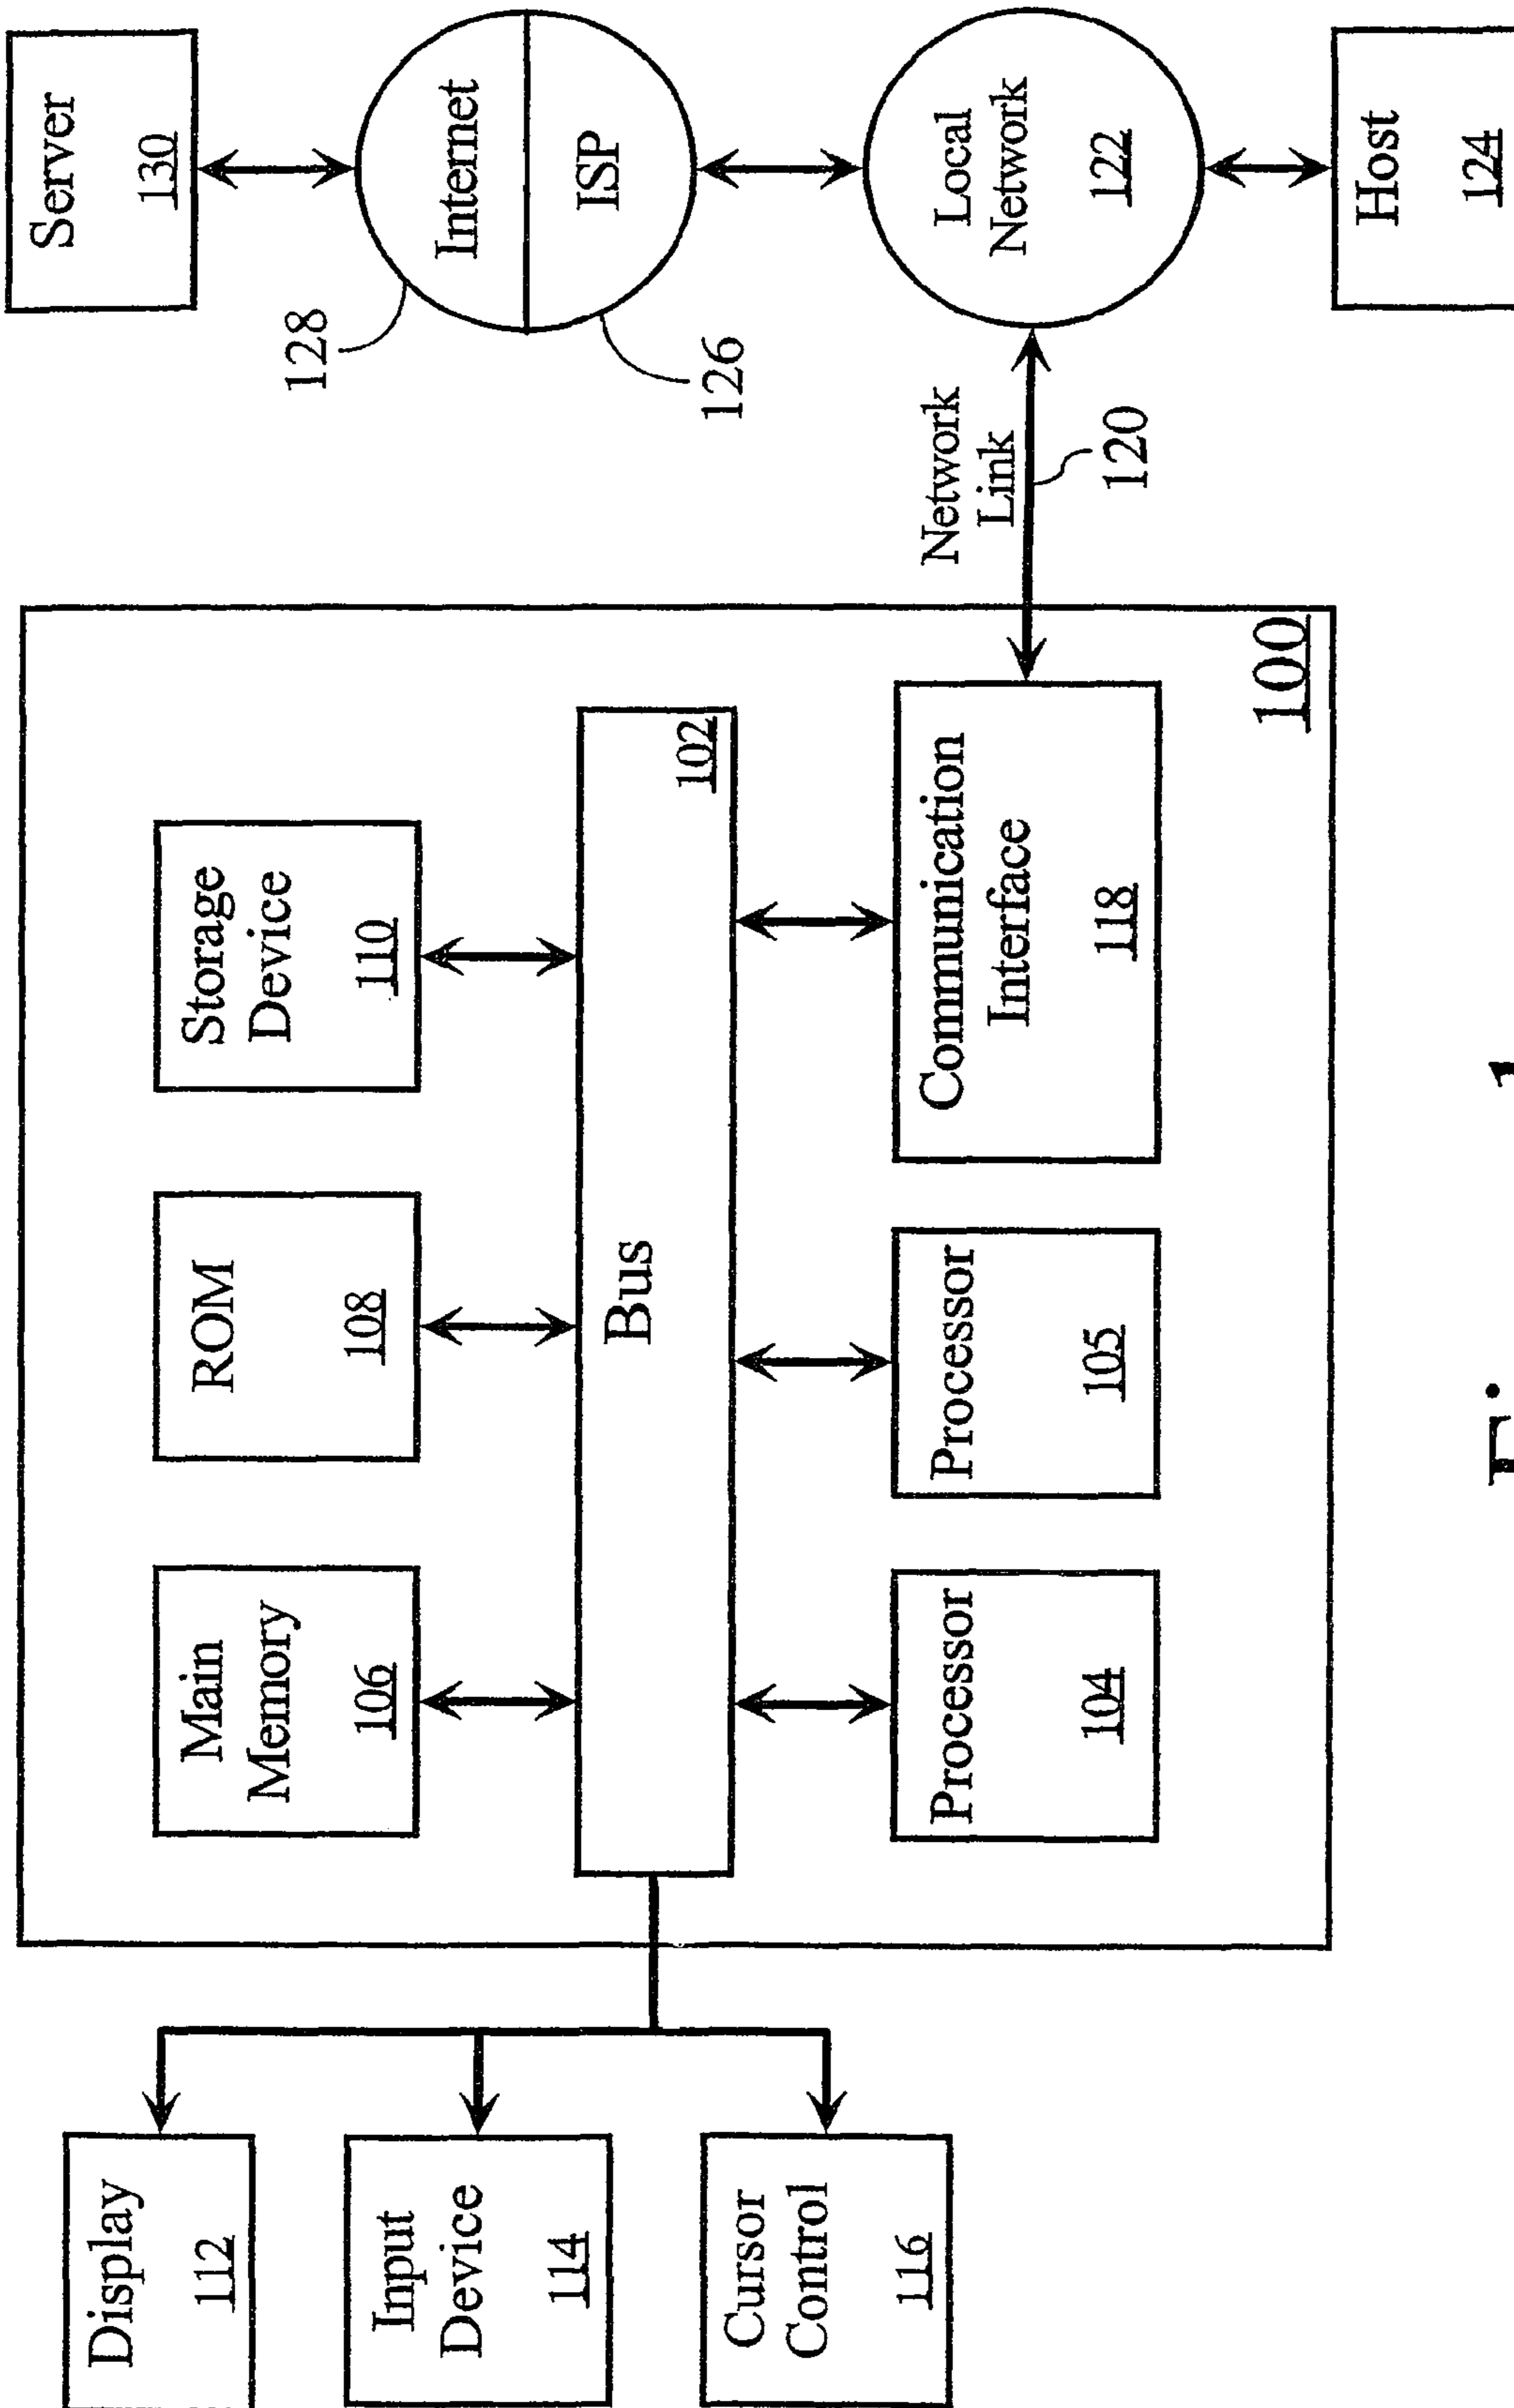 Display
112
Input
Device
114
Cursor
Control
116
Main
Memory
106
ROM
108
Storage
Device
110
Bus
102
Processor
104
Processor
105
Communication
Interface
118
100
Network
Link
120
Server
130
128
Internet
ISP
126
Local
Network
122
Host
124